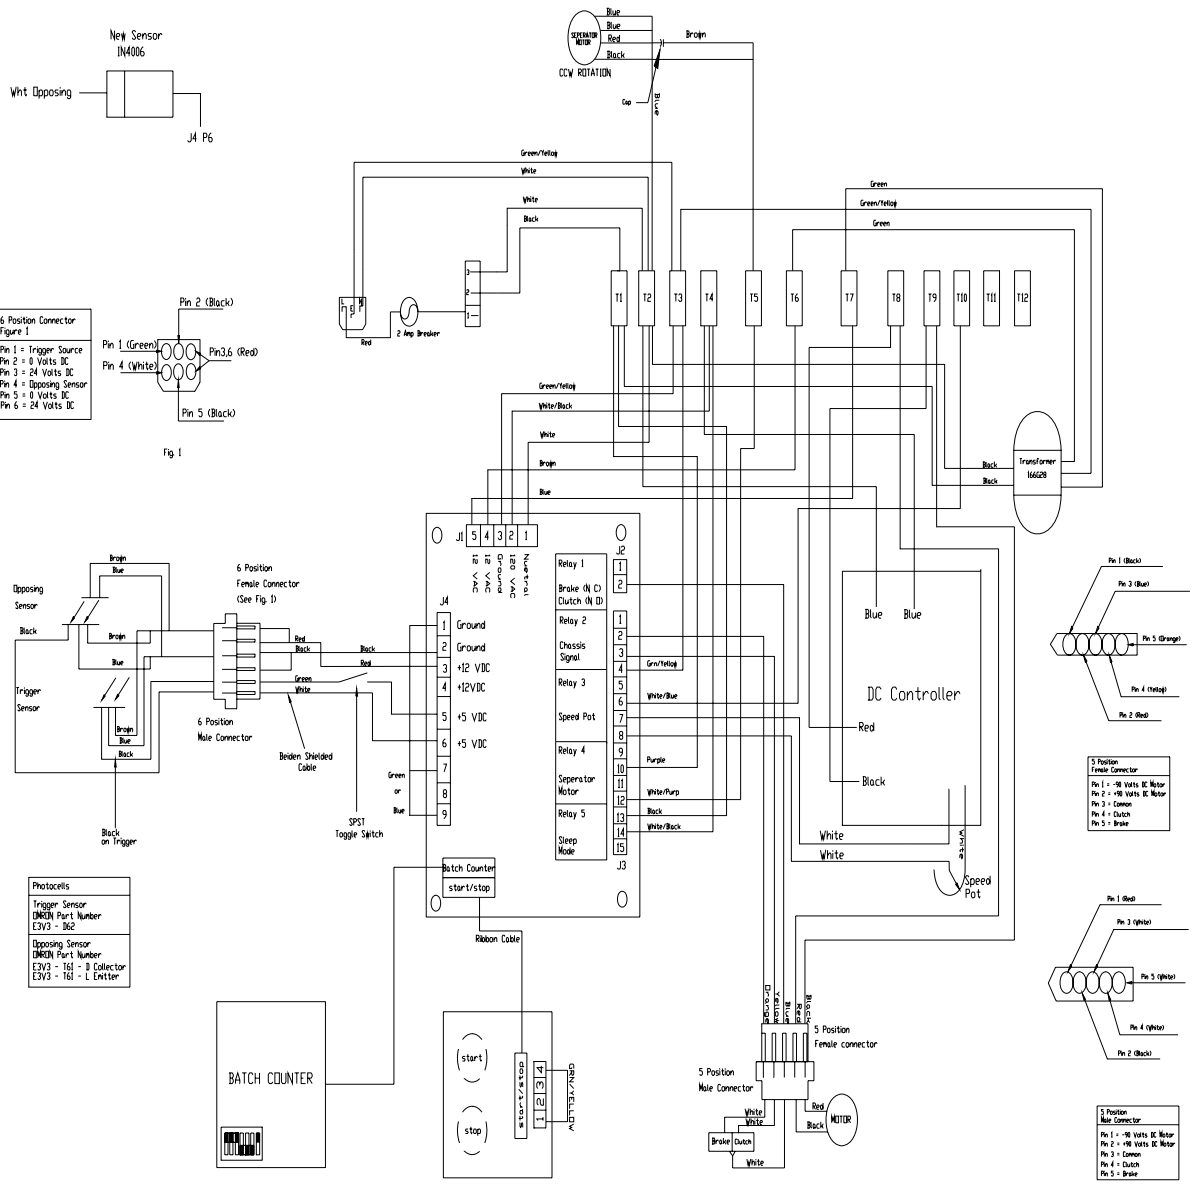 New Sensor
IN4006
Wht Opposing
J4 P6
SEPERATOR
MOTOR
CCW ROTATION
Blue
Blue
Red
Black
Brown
Cap
Blue
Green/Yellow
White
White
Black
Green
Green/Yellow
Green
3
2
1
2 Amp Breaker
Red
T1
T2
T3
T4
T5
T6
T7
T8
T9
T10
T11
T12
6 Position Connector
Figure 1
Pin 1 = Trigger Source
Pin 2 = 0 Volts DC
Pin 3 = 24 Volts DC
Pin 4 = Opposing Sensor
Pin 5 = 0 Volts DC
Pin 6 = 24 Volts DC
Pin 2 (Black)
Pin 1 (Green)
Pin3,6 (Red)
Pin 4 (White)
Pin 5 (Black)
Fig. 1
Green/Yellow
White/Black
White
Brown
Blue
Black
Black
Transformer
166G28
J1
5
4
3
2
1
12 VAC
12 VAC
Ground
120 VAC
Nuetral
J2
1
2
Relay 1
Brake (N C)
Clutch (N O)
Relay 2
Chassis
Signal
Relay 3
Speed Pot
Relay 4
Seperator
Motor
Relay 5
Sleep
Mode
1
2
3
4
5
6
7
8
9
10
11
12
13
14
15
J3
Grn/Yellow
White/Blue
Purple
White/Purp
Black
White/Black
J4
1 Ground
2 Ground
3 +12 VDC
4 +12VDC
5 +5 VDC
6 +5 VDC
7
8
9
Green
or
Blue
Brown
Blue
Opposing
Sensor
Black
Brown
Blue
Trigger
Sensor
Brown
Blue
Black
Black
on Trigger
6 Position
Female Connector
(See Fig. 1)
Red
Black
Black
Red
Green
White
6 Position
Male Connector
Belden Shielded
Cable
SPST
Toggle Switch
Blue
Blue
DC Controller
Red
Black
White
White
White
Speed
Pot
Pin 1 (Black)
Pin 3 (Blue)
Pin 5 (Orange)
Pin 4 (Yellow)
Pin 2 (Red)
5 Position
Female Connector
Pin 1 = -90 Volts DC Motor
Pin 2 = +90 Volts DC Motor
Pin 3 = Common
Pin 4 = Clutch
Pin 5 = Brake
Photocells
Trigger Sensor
OMRON Part Number
E3V3 - D62
Opposing Sensor
OMRON Part Number
E3V3 - T61 - D Collector
E3V3 - T61 - L Emitter
Batch Counter
start/stop
Ribbon Cable
BATCH COUNTER
start
stop
start/stop
1 2 3 4
GRN/YELLOW
Orange
Yellow
Blue
Red
Black
5 Position
Female connector
5 Position
Male Connector
White
White
Brake
Clutch
White
Red
Black
MOTOR
Pin 1 (Red)
Pin 3 (White)
Pin 5 (White)
Pin 4 (White)
Pin 2 (Black)
5 Position
Male Connector
Pin 1 = -90 Volts DC Motor
Pin 2 = +90 Volts DC Motor
Pin 3 = Common
Pin 4 = Clutch
Pin 5 = Brake